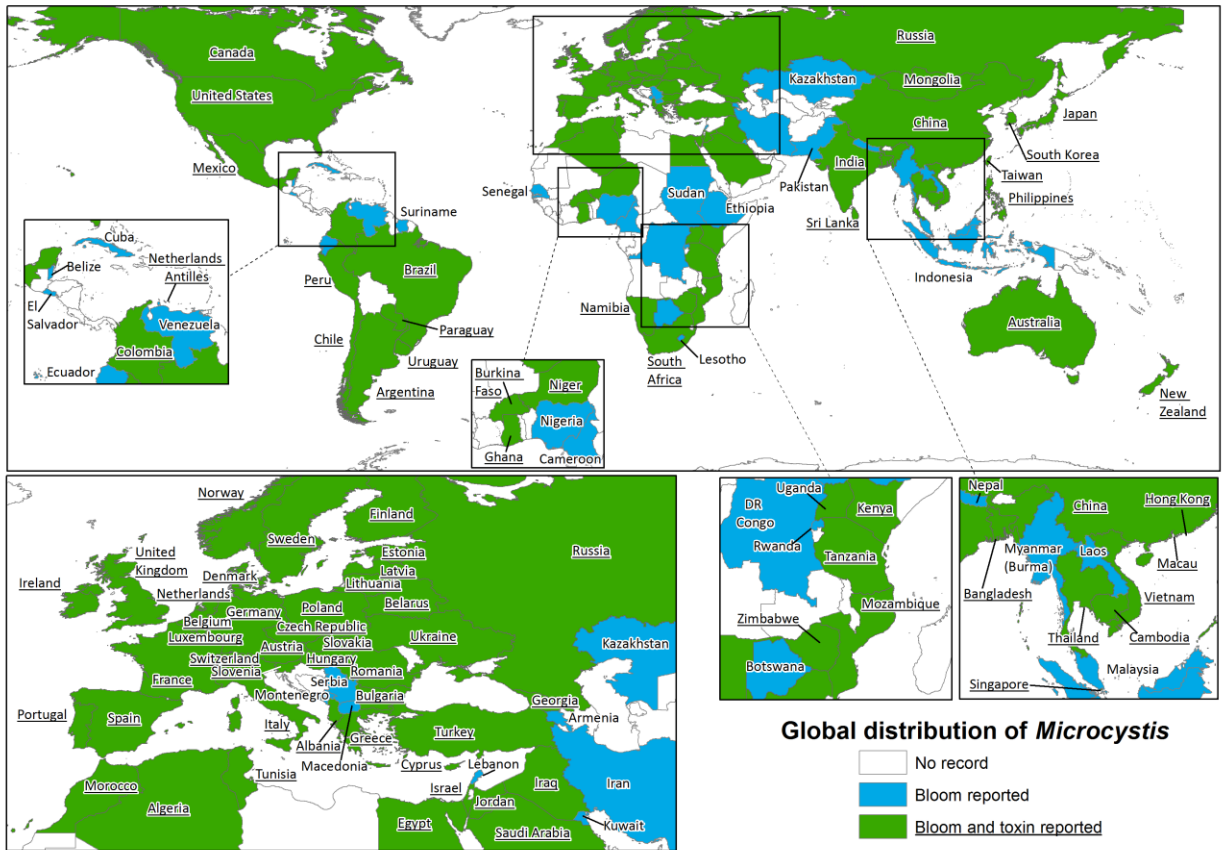 Canada
United States
Mexico
Russia
Kazakhstan
Mongolia
China
Japan
South Korea
India
Taiwan
Pakistan
Philippines
Senegal
Sudan
Ethiopia
Sri Lanka
Suriname
Indonesia
Peru
Brazil
Namibia
Chile
Paraguay
Uruguay
Argentina
South
Africa
Lesotho
Australia
New
Zealand
Cuba
Belize
Netherlands
Antilles
El
Salvador
Venezuela
Colombia
Ecuador
Burkina
Faso
Niger
Nigeria
Ghana
Cameroon
Norway
Finland
Sweden
Russia
Estonia
United
Kingdom
Latvia
Ireland
Denmark
Lithuania
Netherlands
Belarus
Germany
Poland
Belgium
Czech Republic
Luxembourg
Slovakia
Ukraine
Austria
Kazakhstan
Switzerland
Hungary
Slovenia
Romania
France
Serbia
Montenegro
Bulgaria
Georgia
Armenia
Portugal
Spain
Italy
Greece
Turkey
Albania
Macedonia
Cyprus
Lebanon
Tunisia
Iraq
Iran
Morocco
Israel
Jordan
Algeria
Egypt
Kuwait
Saudi Arabia
Uganda
DR
Congo
Kenya
Rwanda
Tanzania
Mozambique
Zimbabwe
Botswana
Nepal
Hong Kong
China
Myanmar
(Burma)
Laos
Macau
Bangladesh
Vietnam
Thailand
Cambodia
Malaysia
Singapore
Global distribution of Microcystis
No record
Bloom reported
Bloom and toxin reported